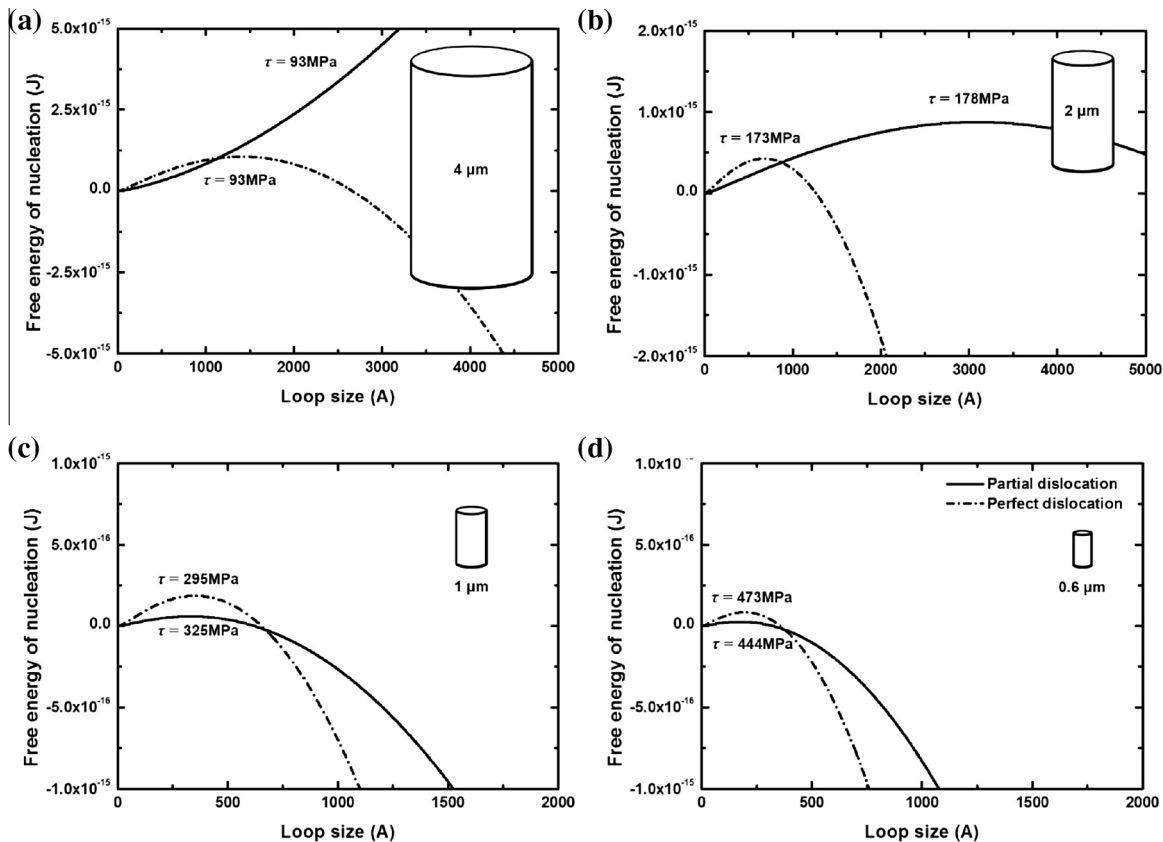 (a)
5.0x10⁻¹⁵
2.5x10⁻¹⁵
0.0
-2.5x10⁻¹⁵
-5.0x10⁻¹⁵
Free energy of nucleation (J)
τ = 93MPa
τ = 93MPa
4 μm
0 1000 2000 3000 4000 5000
Loop size (A)
(b)
2.0x10⁻¹⁵
1.0x10⁻¹⁵
0.0
-1.0x10⁻¹⁵
-2.0x10⁻¹⁵
Free energy of nucleation (J)
τ = 178MPa
τ = 173MPa
2 μm
0 1000 2000 3000 4000 5000
Loop size (A)
(c)
1.0x10⁻¹⁵
5.0x10⁻¹⁶
0.0
-5.0x10⁻¹⁶
-1.0x10⁻¹⁵
Free energy of nucleation (J)
τ = 295MPa
τ = 325MPa
1 μm
0 500 1000 1500 2000
Loop size (A)
(d)
1.0x10
5.0x10⁻¹⁶
0.0
-5.0x10⁻¹⁶
-1.0x10⁻¹⁵
Free energy of nucleation (J)
Partial dislocation
Perfect dislocation
τ = 473MPa
τ = 444MPa
0.6 μm
0 500 1000 1500 2000
Loop size (A)